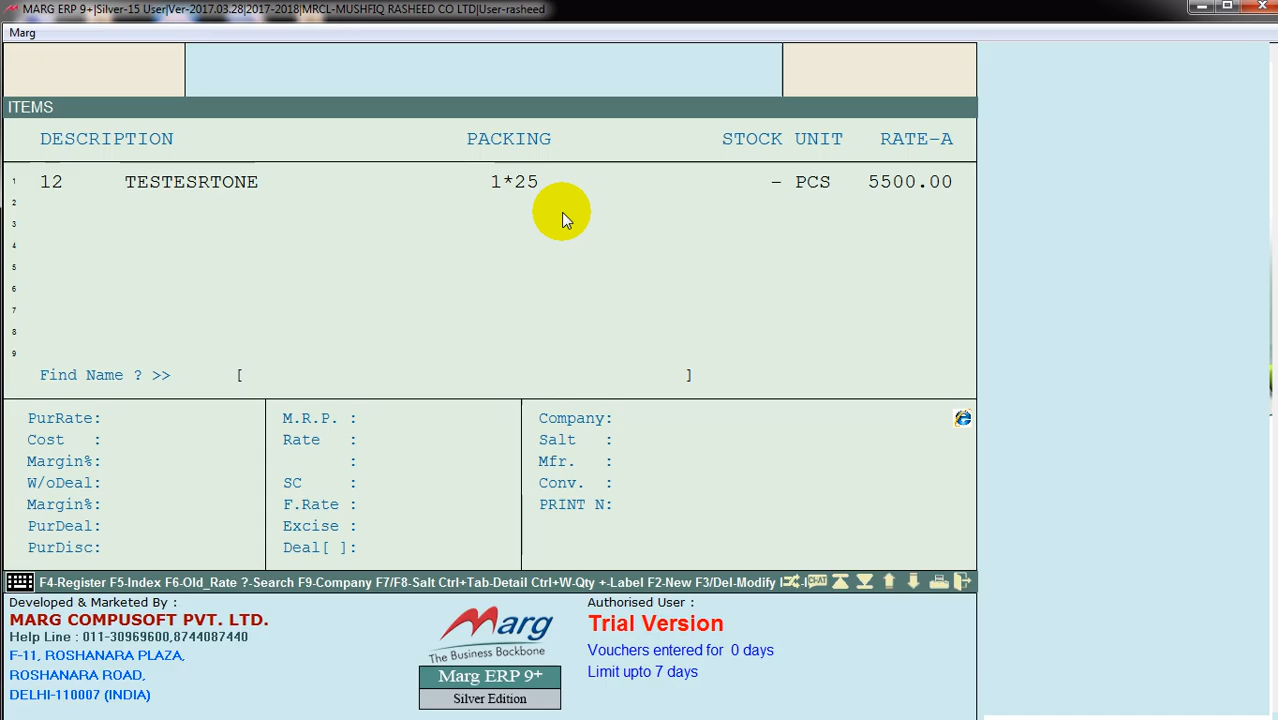 MARG ERP 9+|Silver-15 User|Ver-2017.03.28|2017-2018|MRCL-MUSHFIQ RASHEED CO LTD|User-rasheed
Marg
ITEMS
DESCRIPTION PACKING STOCK UNIT RATE-A
1 12 TESTESRTONE 1*25 - PCS 5500.00
2
3
4
5
6
7
8
9
Find Name ? >> [ ]
PurRate: M.R.P. : Company:
Cost : Rate : Salt :
Margin%: : Mfr. :
W/oDeal: SC : Conv. :
Margin%: F.Rate : PRINT N:
PurDeal: Excise :
PurDisc: Deal[ ]:
F4-Register F5-Index F6-Old_Rate ?-Search F9-Company F7/F8-Salt Ctrl+Tab-Detail Ctrl+W-Qty +-Label F2-New F3/Del-Modify CHAT
Developed & Marketed By :
MARG COMPUSOFT PVT. LTD.
Help Line : 011-30969600,8744087440
F-11, ROSHANARA PLAZA,
ROSHANARA ROAD,
DELHI-110007 (INDIA)
Marg
The Business Backbone
Marg ERP 9+
Silver Edition
Authorised User :
Trial Version
Vouchers entered for 0 days
Limit upto 7 days